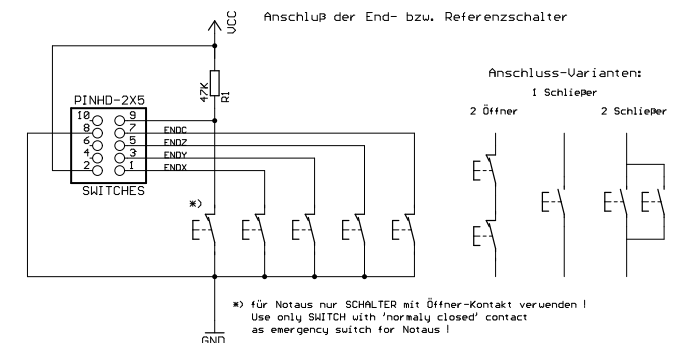 VCC
Anschluß der End- bzw. Referenzschalter
47K
R1
PINHD-2X5
10 9
8 7
6 5
4 3
2 1
SWITCHES
ENDC
ENDZ
ENDY
ENDX
*)
GND
Anschluss-Varianten:
1 Schließer
2 Öffner
2 Schließer
*) für Notaus nur SCHALTER mit Öffner-Kontakt verwenden !
Use only SWITCH with 'normaly closed' contact
as emergency switch for Notaus !